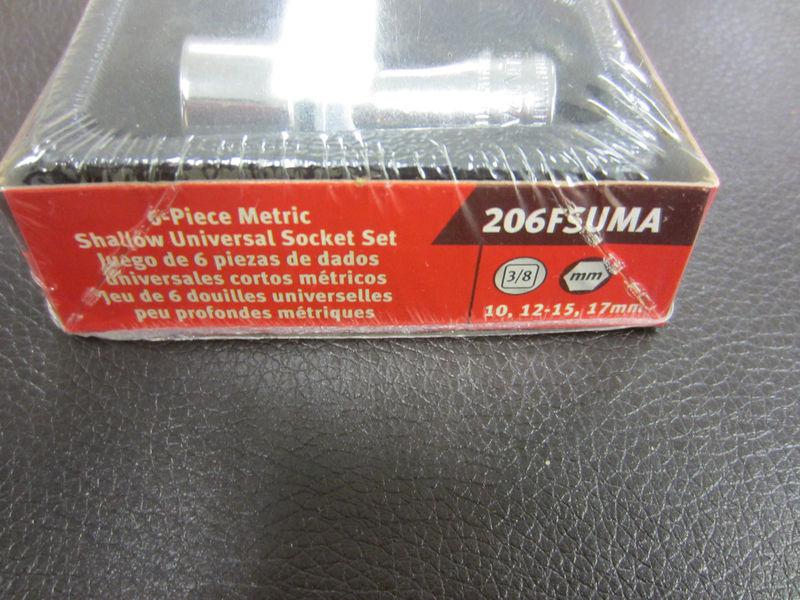 6-Piece Metric
Shallow Universal Socket Set
Juego de 6 piezas de dados
universales cortos métricos
Jeu de 6 douilles universelles
peu profondes métriques
206FSUMA
3/8
mm
10, 12-15, 17mm